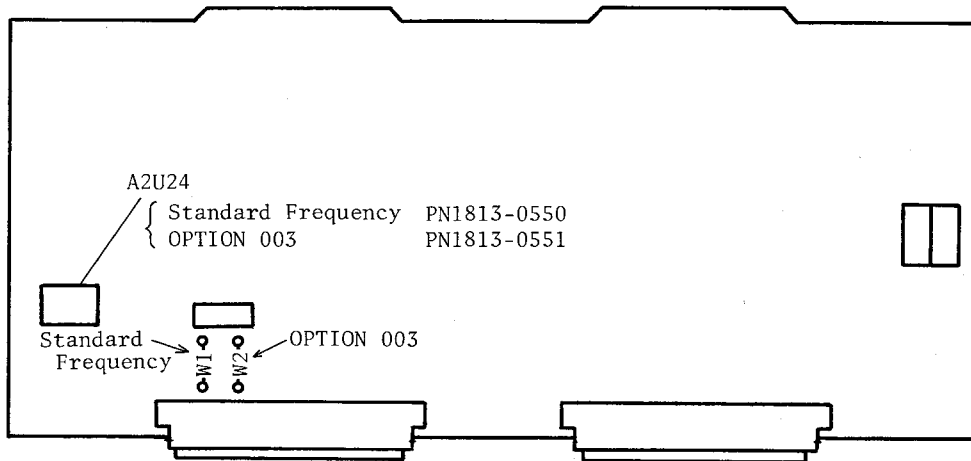 A2U24
Standard Frequency PN1813-0550
OPTION 003 PN1813-0551
Standard
Frequency
W1
W2
OPTION 003